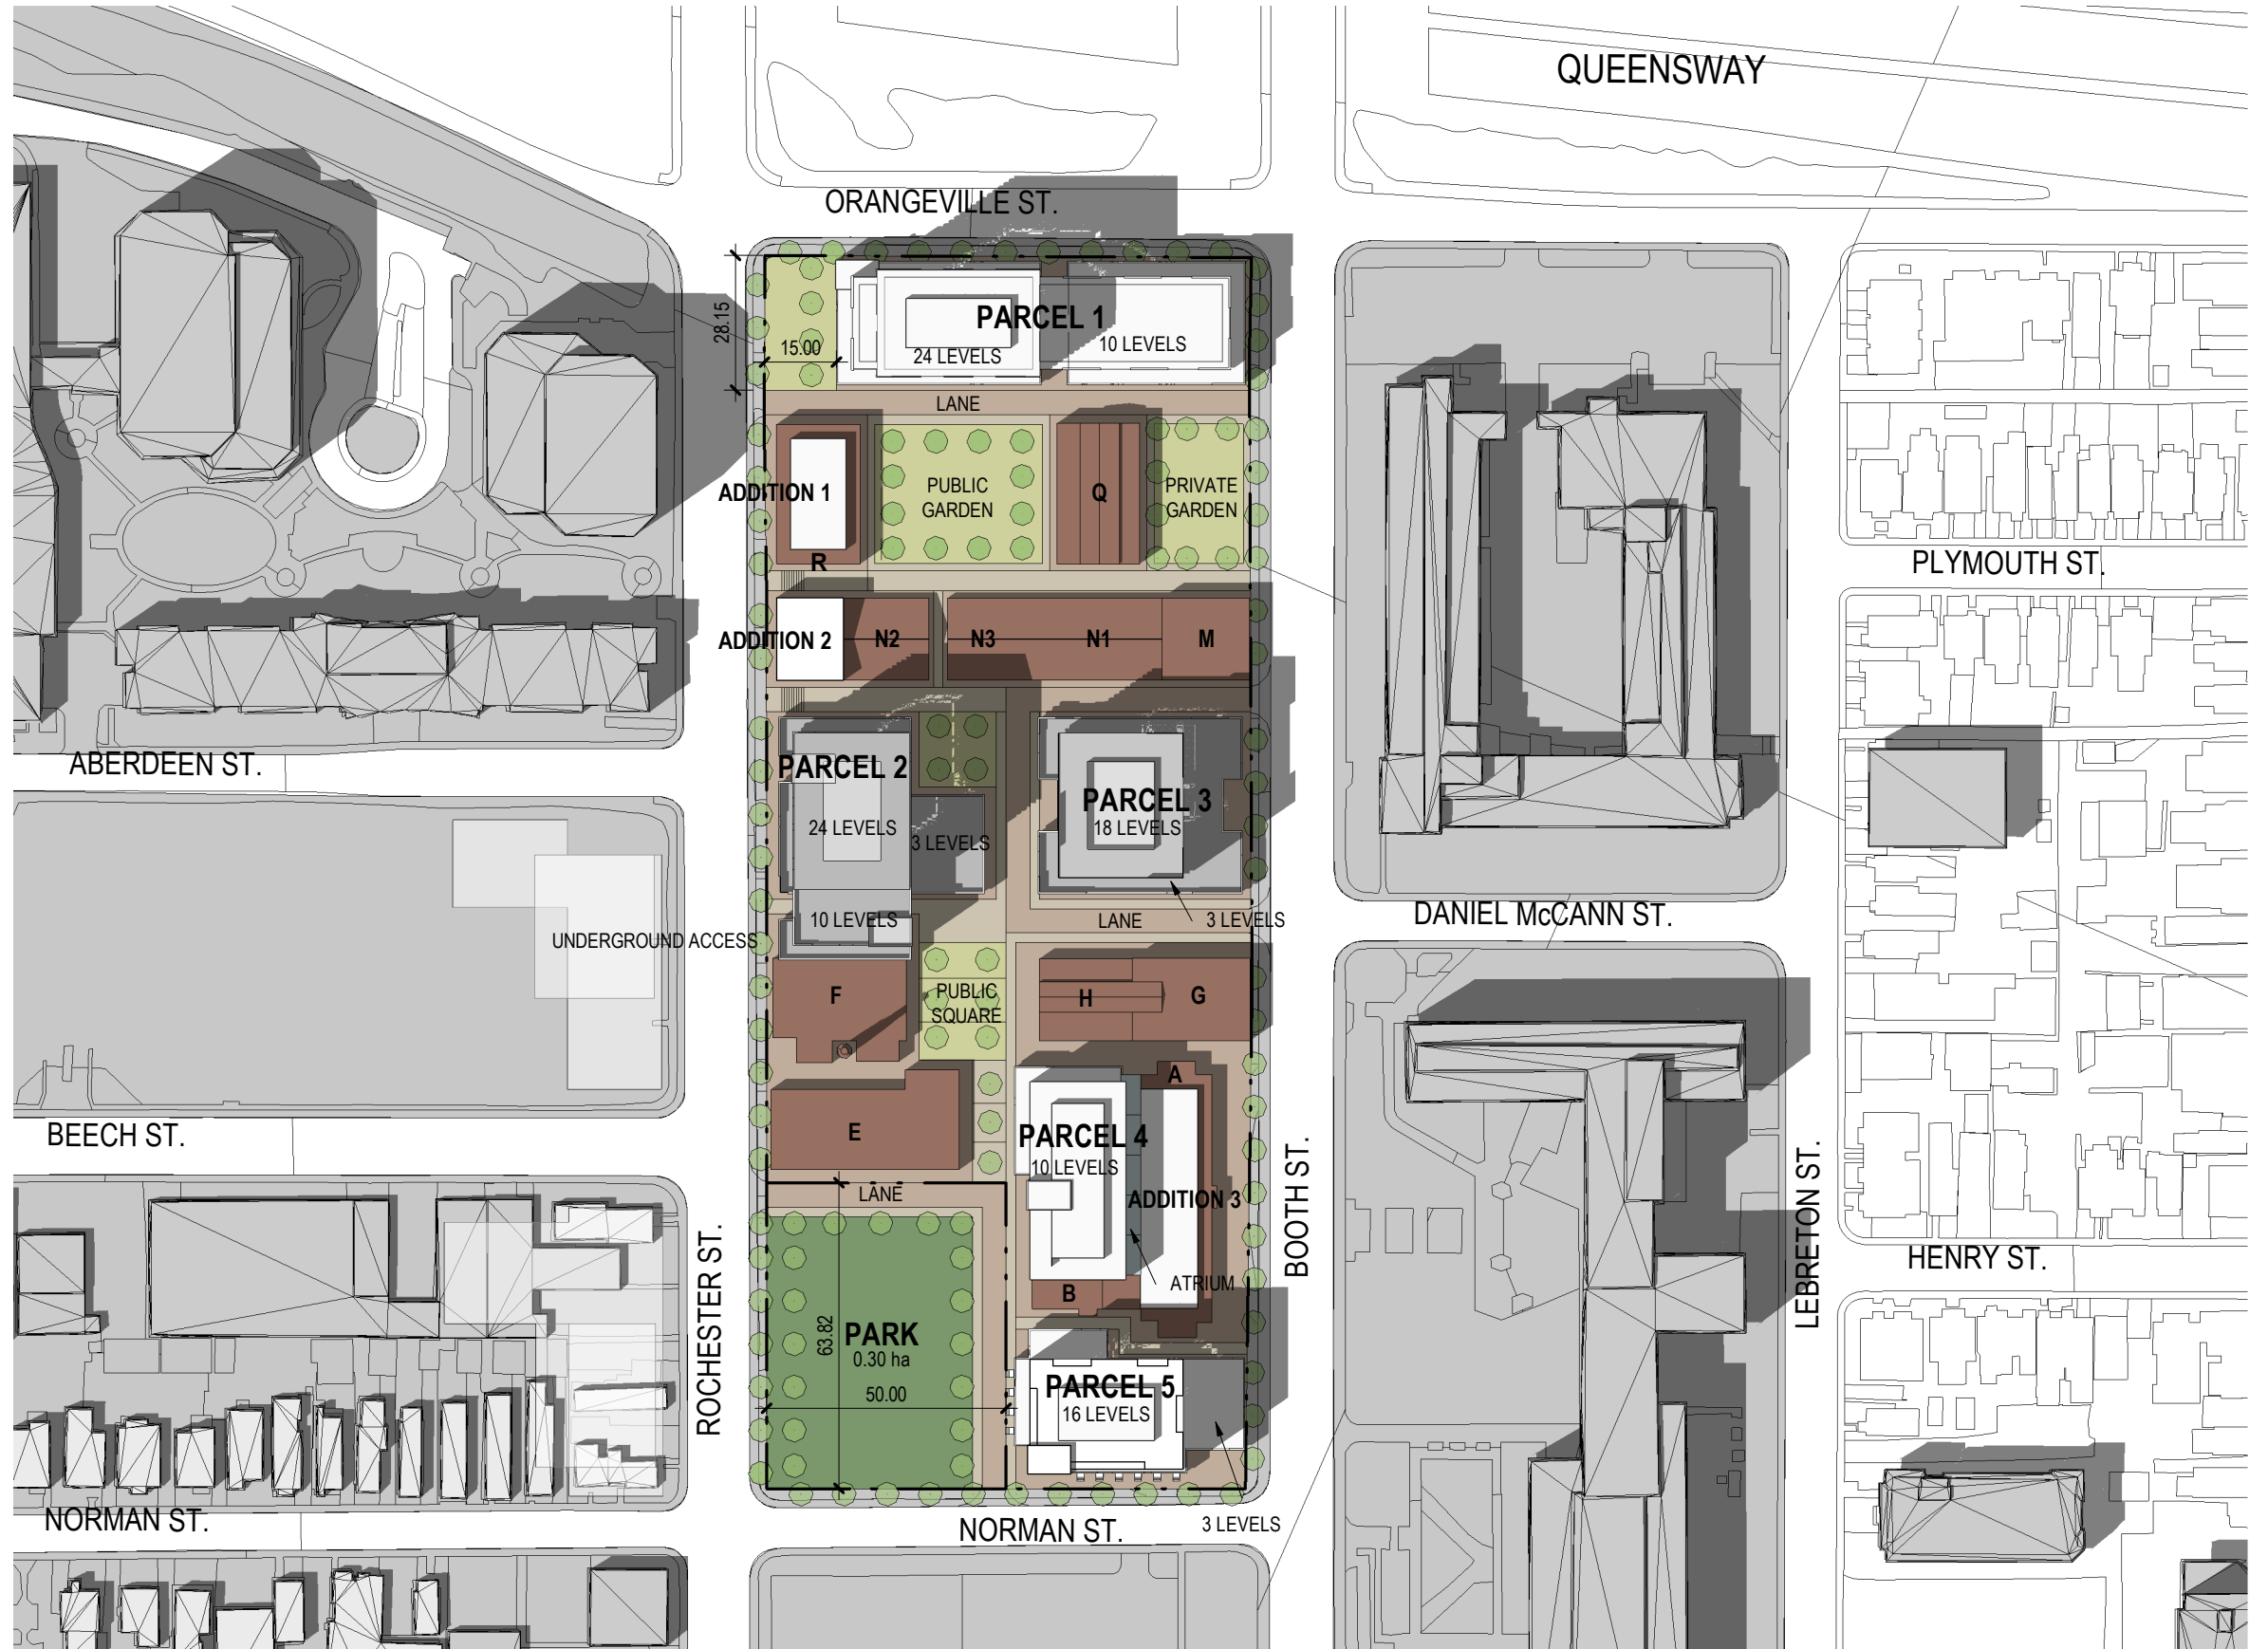 QUEENSWAY
ORANGEVILLE ST.
28.15
PARCEL 1
15.00
24 LEVELS
10 LEVELS
LANE
ADDITION 1
PUBLIC
GARDEN
Q
PRIVATE
GARDEN
R
PLYMOUTH ST.
ADDITION 2
N2
N3
N1
M
ABERDEEN ST.
PARCEL 2
24 LEVELS
3 LEVELS
PARCEL 3
18 LEVELS
10 LEVELS
LANE
3 LEVELS
DANIEL McCANN ST.
UNDERGROUND ACCESS
F
PUBLIC
SQUARE
H
G
A
BEECH ST.
E
PARCEL 4
10 LEVELS
LANE
ADDITION 3
BOOTH ST.
LEBRETON ST.
HENRY ST.
ROCHESTER ST.
B
ATRIUM
63.82
PARK
0.30 ha
50.00
PARCEL 5
16 LEVELS
NORMAN ST.
NORMAN ST.
3 LEVELS